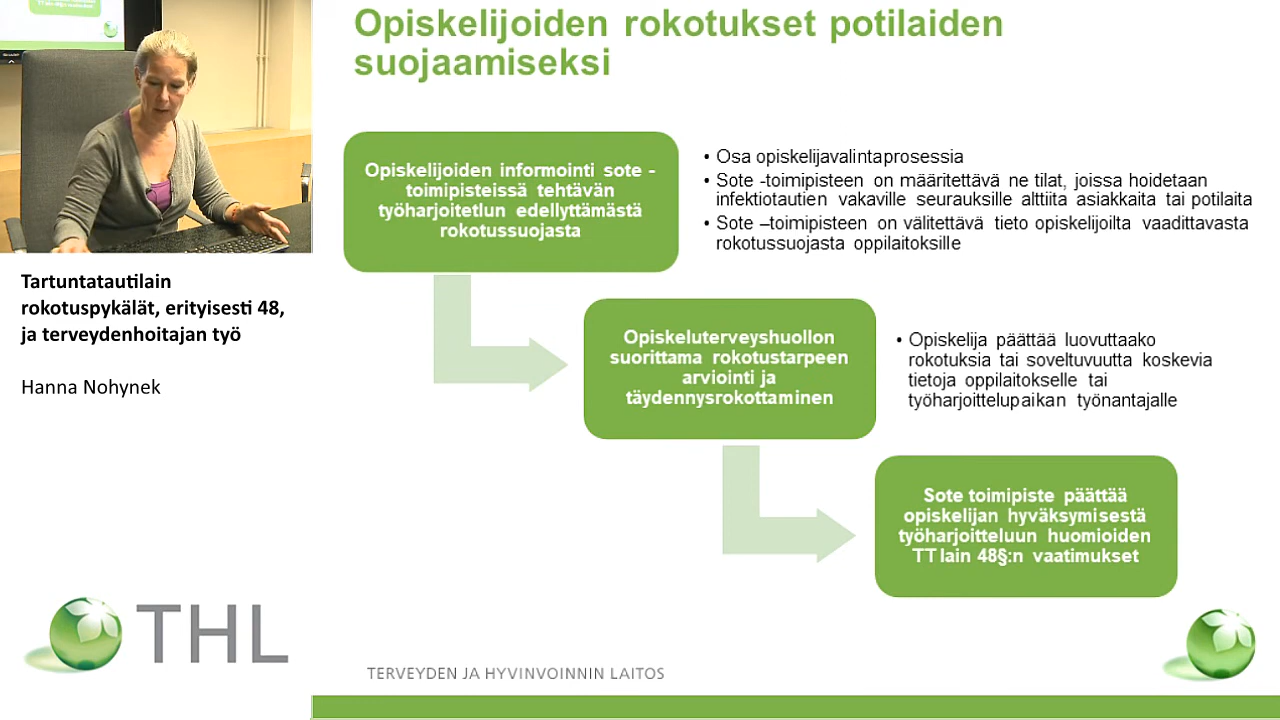 Opiskelijoiden rokotukset potilaiden
suojaamiseksi
Opiskelijoiden informointi sote -
toimipisteissä tehtävän
työharjoitetlun edellyttämästä
rokotussuojasta
• Osa opiskelijavalintaprosessia
• Sote -toimipisteen on määritettävä ne tilat, joissa hoidetaan
infektiotautien vakaville seurauksille alttiita asiakkaita tai potilaita
• Sote –toimipisteen on välitettävä tieto opiskelijoilta vaadittavasta
rokotussuojasta oppilaitoksille
Tartuntatautilain
rokotuspykälät, erityisesti 48,
ja terveydenhoitajan työ
Hanna Nohynek
Opiskeluterveyshuollon
suorittama rokotustarpeen
arviointi ja
täydennysrokottaminen
• Opiskelija päättää luovuttaako
rokotuksia tai soveltuvuutta koskevia
tietoja oppilaitokselle tai
työharjoittelupaikan työnantajalle
Sote toimipiste päättää
opiskelijan hyväksymisestä
työharjoitteluun huomioiden
TT lain 48§:n vaatimukset
THL
TERVEYDEN JA HYVINVOINNIN LAITOS